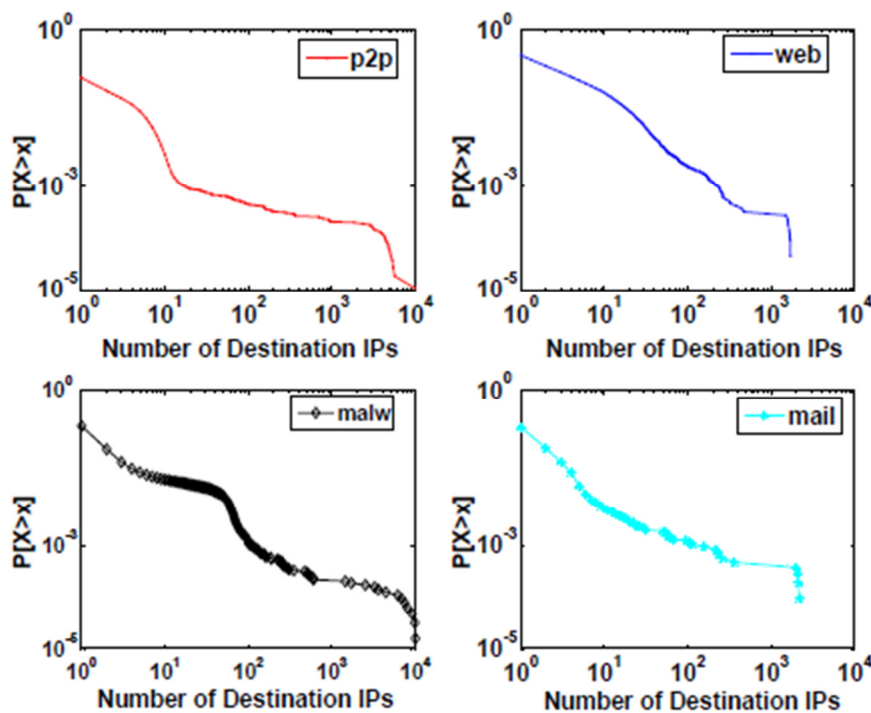 10^0
p2p
P[X>x]
10^-3
10^-5
10^0 10^1 10^2 10^3 10^4
Number of Destination IPs
10^0
web
P[X>x]
10^-3
10^-5
10^0 10^1 10^2 10^3 10^4
Number of Destination IPs
10^0
malw
P[X>x]
10^-3
10^-6
10^0 10^1 10^2 10^3 10^4
Number of Destination IPs
10^0
mail
P[X>x]
10^-3
10^-5
10^0 10^1 10^2 10^3 10^4
Number of Destination IPs